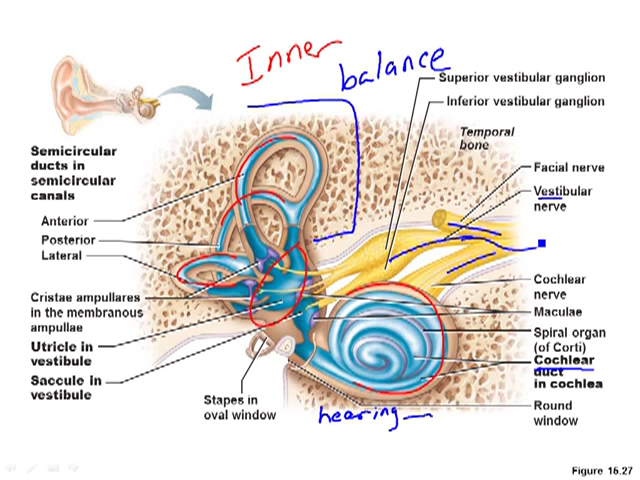 Inner
balance
Superior vestibular ganglion
Inferior vestibular ganglion
Temporal
bone
Semicircular
ducts in
semicircular
canals
Facial nerve
Vestibular
nerve
Anterior
Posterior
Lateral
Cristae ampullares
in the membranous
ampullae
Utricle in
vestibule
Saccule in
vestibule
Stapes in
oval window
Cochlear
nerve
Maculae
Spiral organ
(of Corti)
Cochlear
duct
in cochlea
Round
window
hearing
Figure 15.27